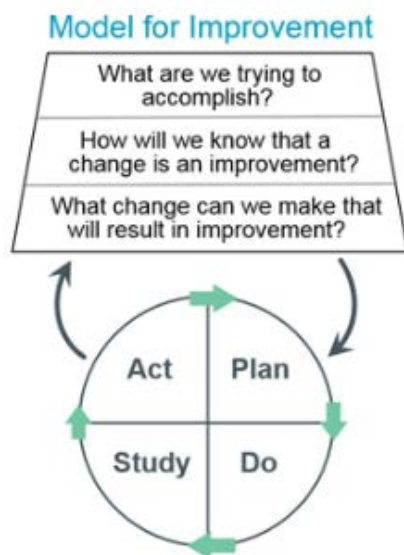 Model for Improvement
What are we trying to
accomplish?
How will we know that a
change is an improvement?
What change can we make that
will result in improvement?
Act
Plan
Study
Do